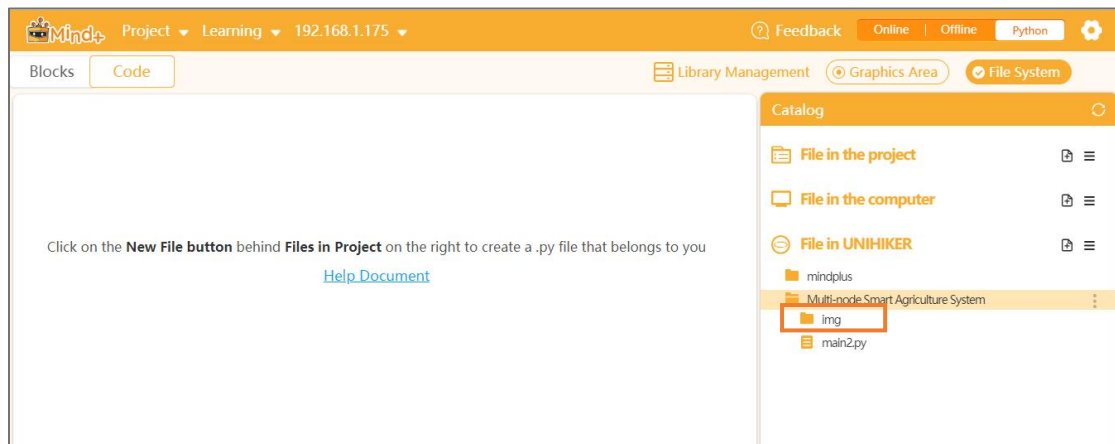 Mind+ Project Learning 192.168.1.175 Feedback Online Offline Python
Blocks Code Library Management Graphics Area File System
Catalog
File in the project
File in the computer
Click on the New File button behind Files in Project on the right to create a .py file that belongs to you
Help Document
File in UNIHIKER
mindplus
Multi-node Smart Agriculture System
img
main2.py